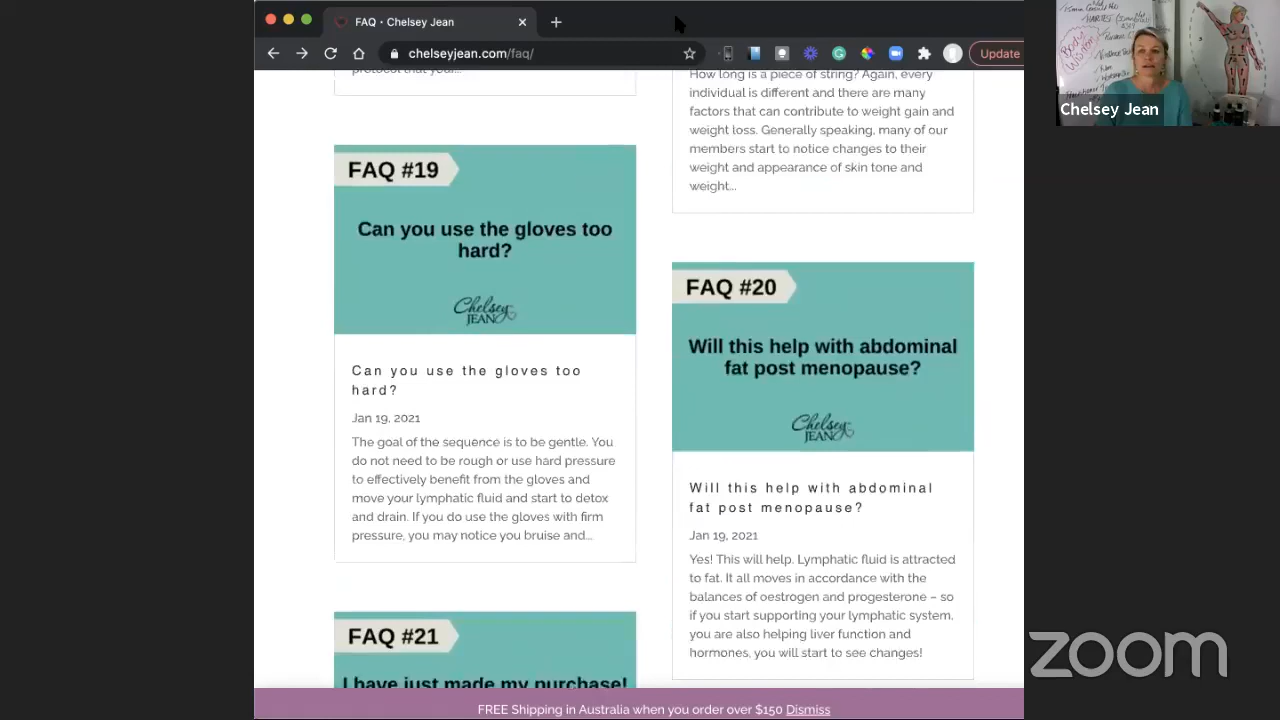 FAQ • Chelsey Jean
chelseyjean.com/faq/
Update
Chelsey Jean
How long is a piece of string? Again, every
individual is different and there are many
factors that can contribute to weight gain and
weight loss. Generally speaking, many of our
members start to notice changes to their
weight and appearance of skin tone and
weight...
FAQ #19
Can you use the gloves too
hard?
Chelsey
JEAN
Can you use the gloves too
hard?
Jan 19, 2021
The goal of the sequence is to be gentle. You
do not need to be rough or use hard pressure
to effectively benefit from the gloves and
move your lymphatic fluid and start to detox
and drain. If you do use the gloves with firm
pressure, you may notice you bruise and...
FAQ #20
Will this help with abdominal
fat post menopause?
Chelsey
JEAN
Will this help with abdominal
fat post menopause?
Jan 19, 2021
Yes! This will help. Lymphatic fluid is attracted
to fat. It all moves in accordance with the
balances of oestrogen and progesterone – so
if you start supporting your lymphatic system,
you are also helping liver function and
hormones, you will start to see changes!
FAQ #21
I have just made my purchase!
FREE Shipping in Australia when you order over $150 Dismiss
zoom